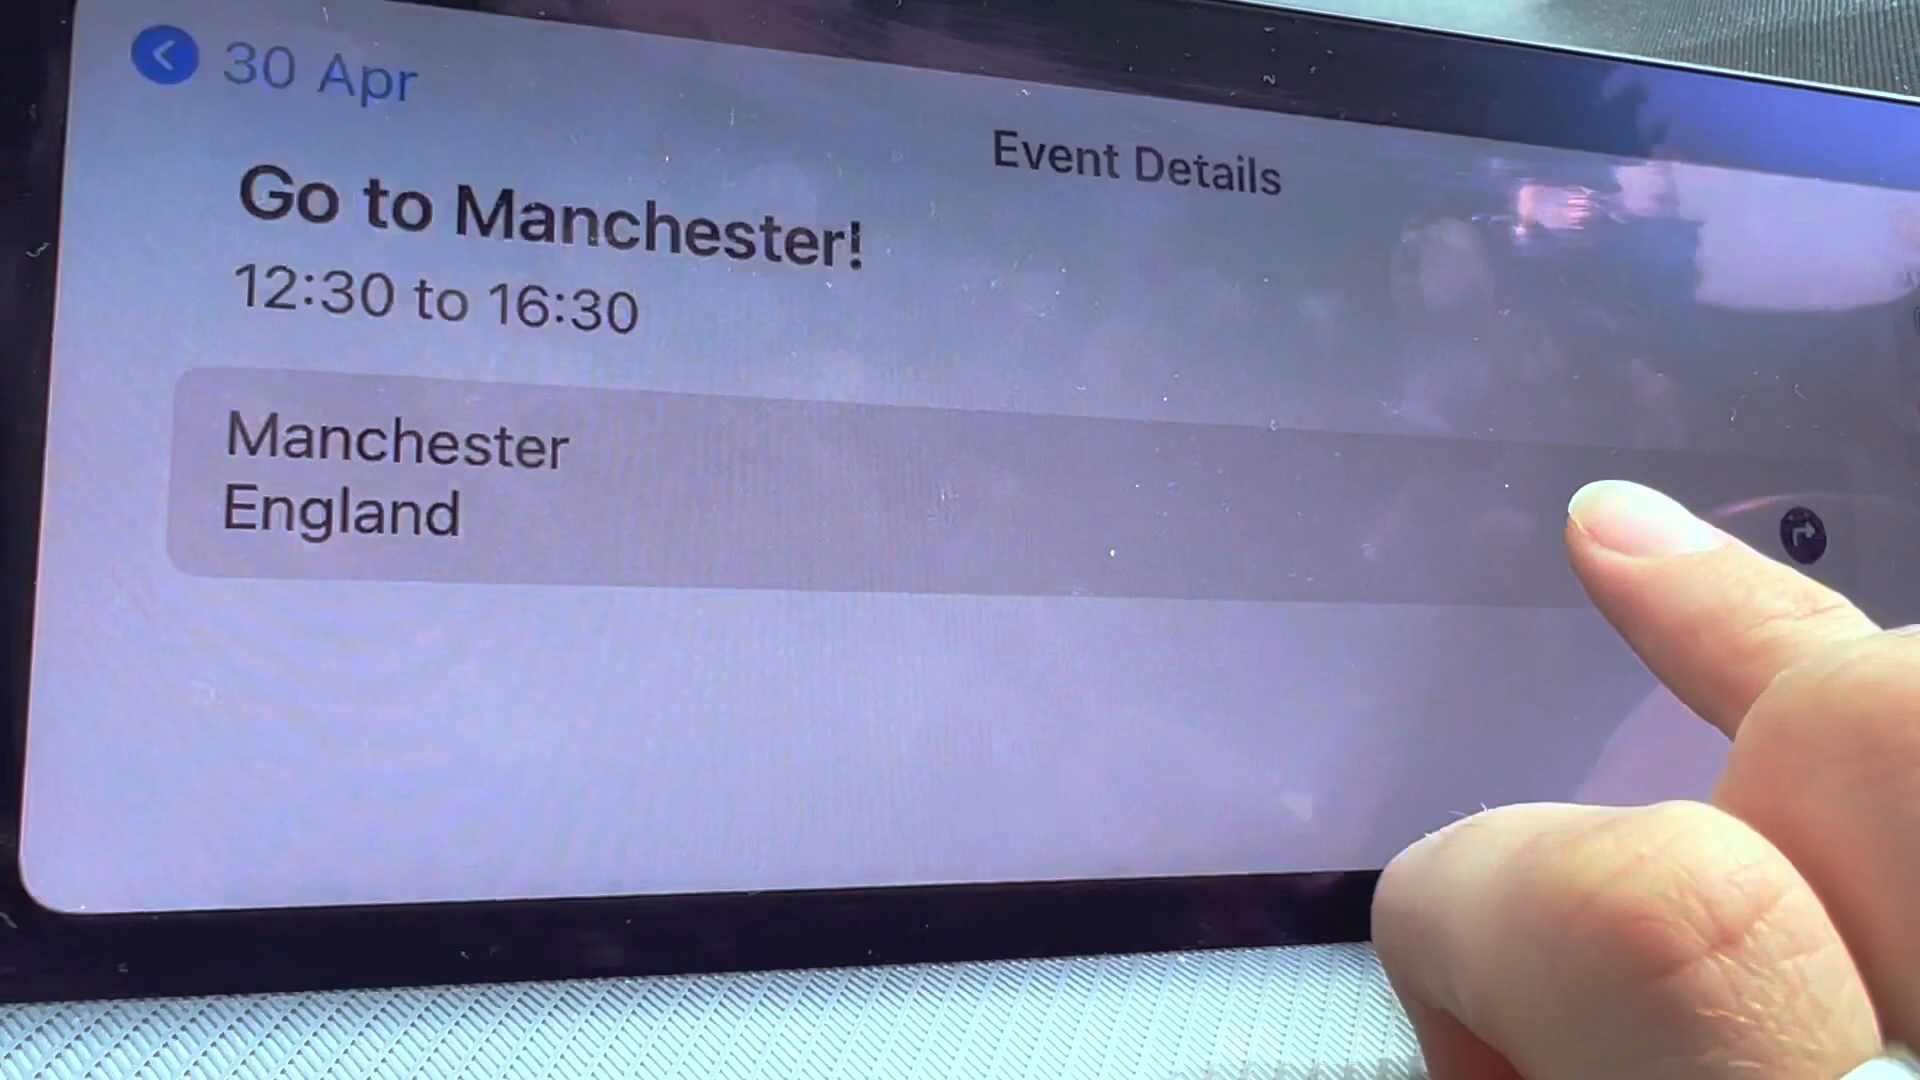 30 Apr
Event Details
Go to Manchester!
12:30 to 16:30
Manchester
England